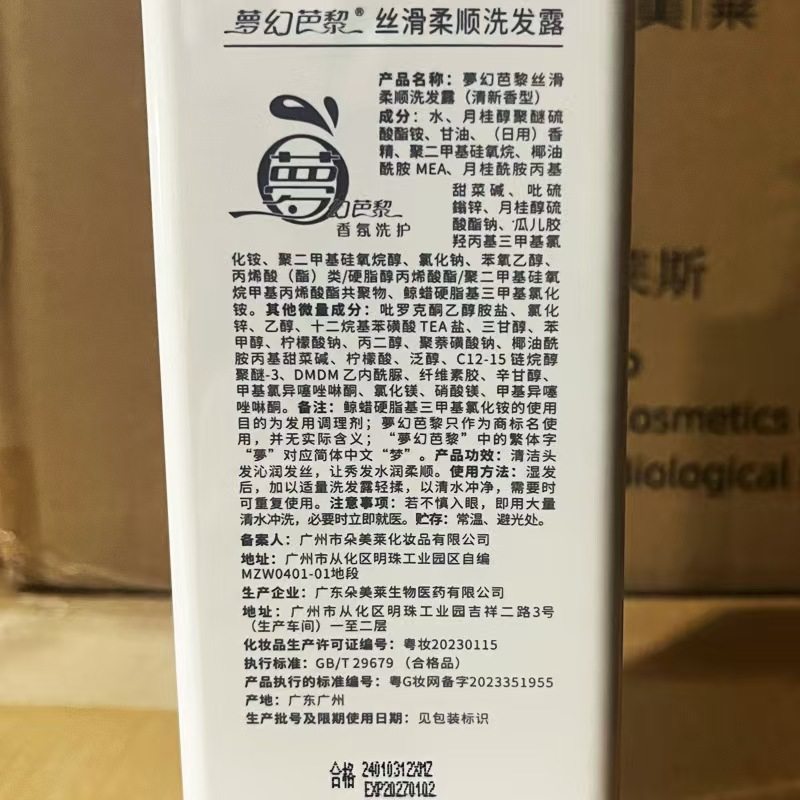 夢幻芭黎® 丝滑柔顺洗发露
产品名称：夢幻芭黎丝滑
柔顺洗发露（清新香型）
成分：水、月桂醇聚醚硫
酸酯铵、甘油、（日用）香
精、聚二甲基硅氧烷、椰油
酰胺 MEA、月桂酰胺丙基
甜菜碱、吡硫
鎓锌、月桂醇硫
酸酯钠、瓜儿胶
羟丙基三甲基氯
化铵、聚二甲基硅氧烷醇、氯化钠、苯氧乙醇、
丙烯酸（酯）类/硬脂醇丙烯酸酯/聚二甲基硅氧
烷甲基丙烯酸酯共聚物、鲸蜡硬脂基三甲基氯化
铵。其他微量成分：吡罗克酮乙醇胺盐、氯化
锌、乙醇、十二烷基苯磺酸 TEA 盐、三甘醇、苯
甲醇、柠檬酸钠、丙二醇、聚萘磺酸钠、椰油酰
胺丙基甜菜碱、柠檬酸、泛醇、C12-15 链烷醇
聚醚-3、DMDM 乙内酰脲、纤维素胶、辛甘醇、
甲基氯异噻唑啉酮、氯化镁、硝酸镁、甲基异噻
唑啉酮。备注：鲸蜡硬脂基三甲基氯化铵的使用
目的为发用调理剂；夢幻芭黎只作为商标名使
用，并无实际含义；“夢幻芭黎”中的繁体字
“夢”对应简体中文“梦”。产品功效：清洁头
发沁润发丝，让秀发水润柔顺。使用方法：湿发
后，加以适量洗发露轻揉，以清水冲净，需要时
可重复使用。注意事项：若不慎入眼，即用大量
清水冲洗，必要时立即就医。贮存：常温、避光处。
夢
幻芭黎
香氛洗护
备案人：广州市朵美莱化妆品有限公司
地址：广州市从化区明珠工业园区自编
MZW0401-01地段
生产企业：广东朵美莱生物医药有限公司
地址：广州市从化区明珠工业园吉祥二路3号
（生产车间）一至二层
化妆品生产许可证编号：粤妆20230115
执行标准：GB/T 29679（合格品）
产品执行的标准编号：粤G妆网备字2023351955
产地：广东广州
生产批号及限期使用日期：见包装标识
合格 24010312XMZ
EXP20270102
美莱
莱斯
osmetics
iological